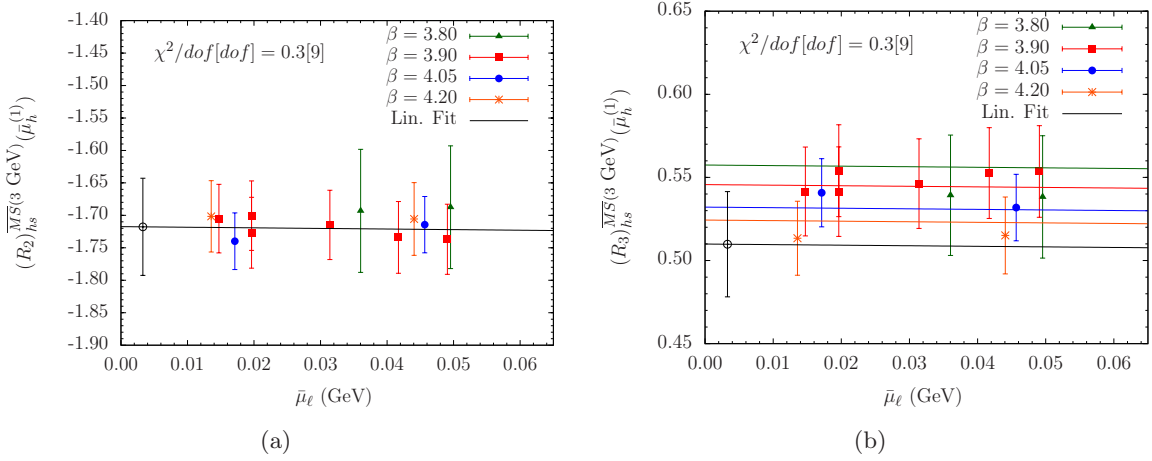 -1.40
-1.45
-1.50
-1.55
-1.60
-1.65
-1.70
-1.75
-1.80
-1.85
-1.90
0.00 0.01 0.02 0.03 0.04 0.05 0.06
(R₂)ₕₛ^{M̅S̅}(3 GeV)(μ̄ₕ^{(1)})
μ̄_ℓ (GeV)
χ²/dof[dof] = 0.3[9]
β = 3.80
β = 3.90
β = 4.05
β = 4.20
Lin. Fit
(a)
0.65
0.60
0.55
0.50
0.45
0.00 0.01 0.02 0.03 0.04 0.05 0.06
(R₃)ₕₛ^{M̅S̅}(3 GeV)(μ̄ₕ^{(1)})
μ̄_ℓ (GeV)
χ²/dof[dof] = 0.3[9]
β = 3.80
β = 3.90
β = 4.05
β = 4.20
Lin. Fit
(b)